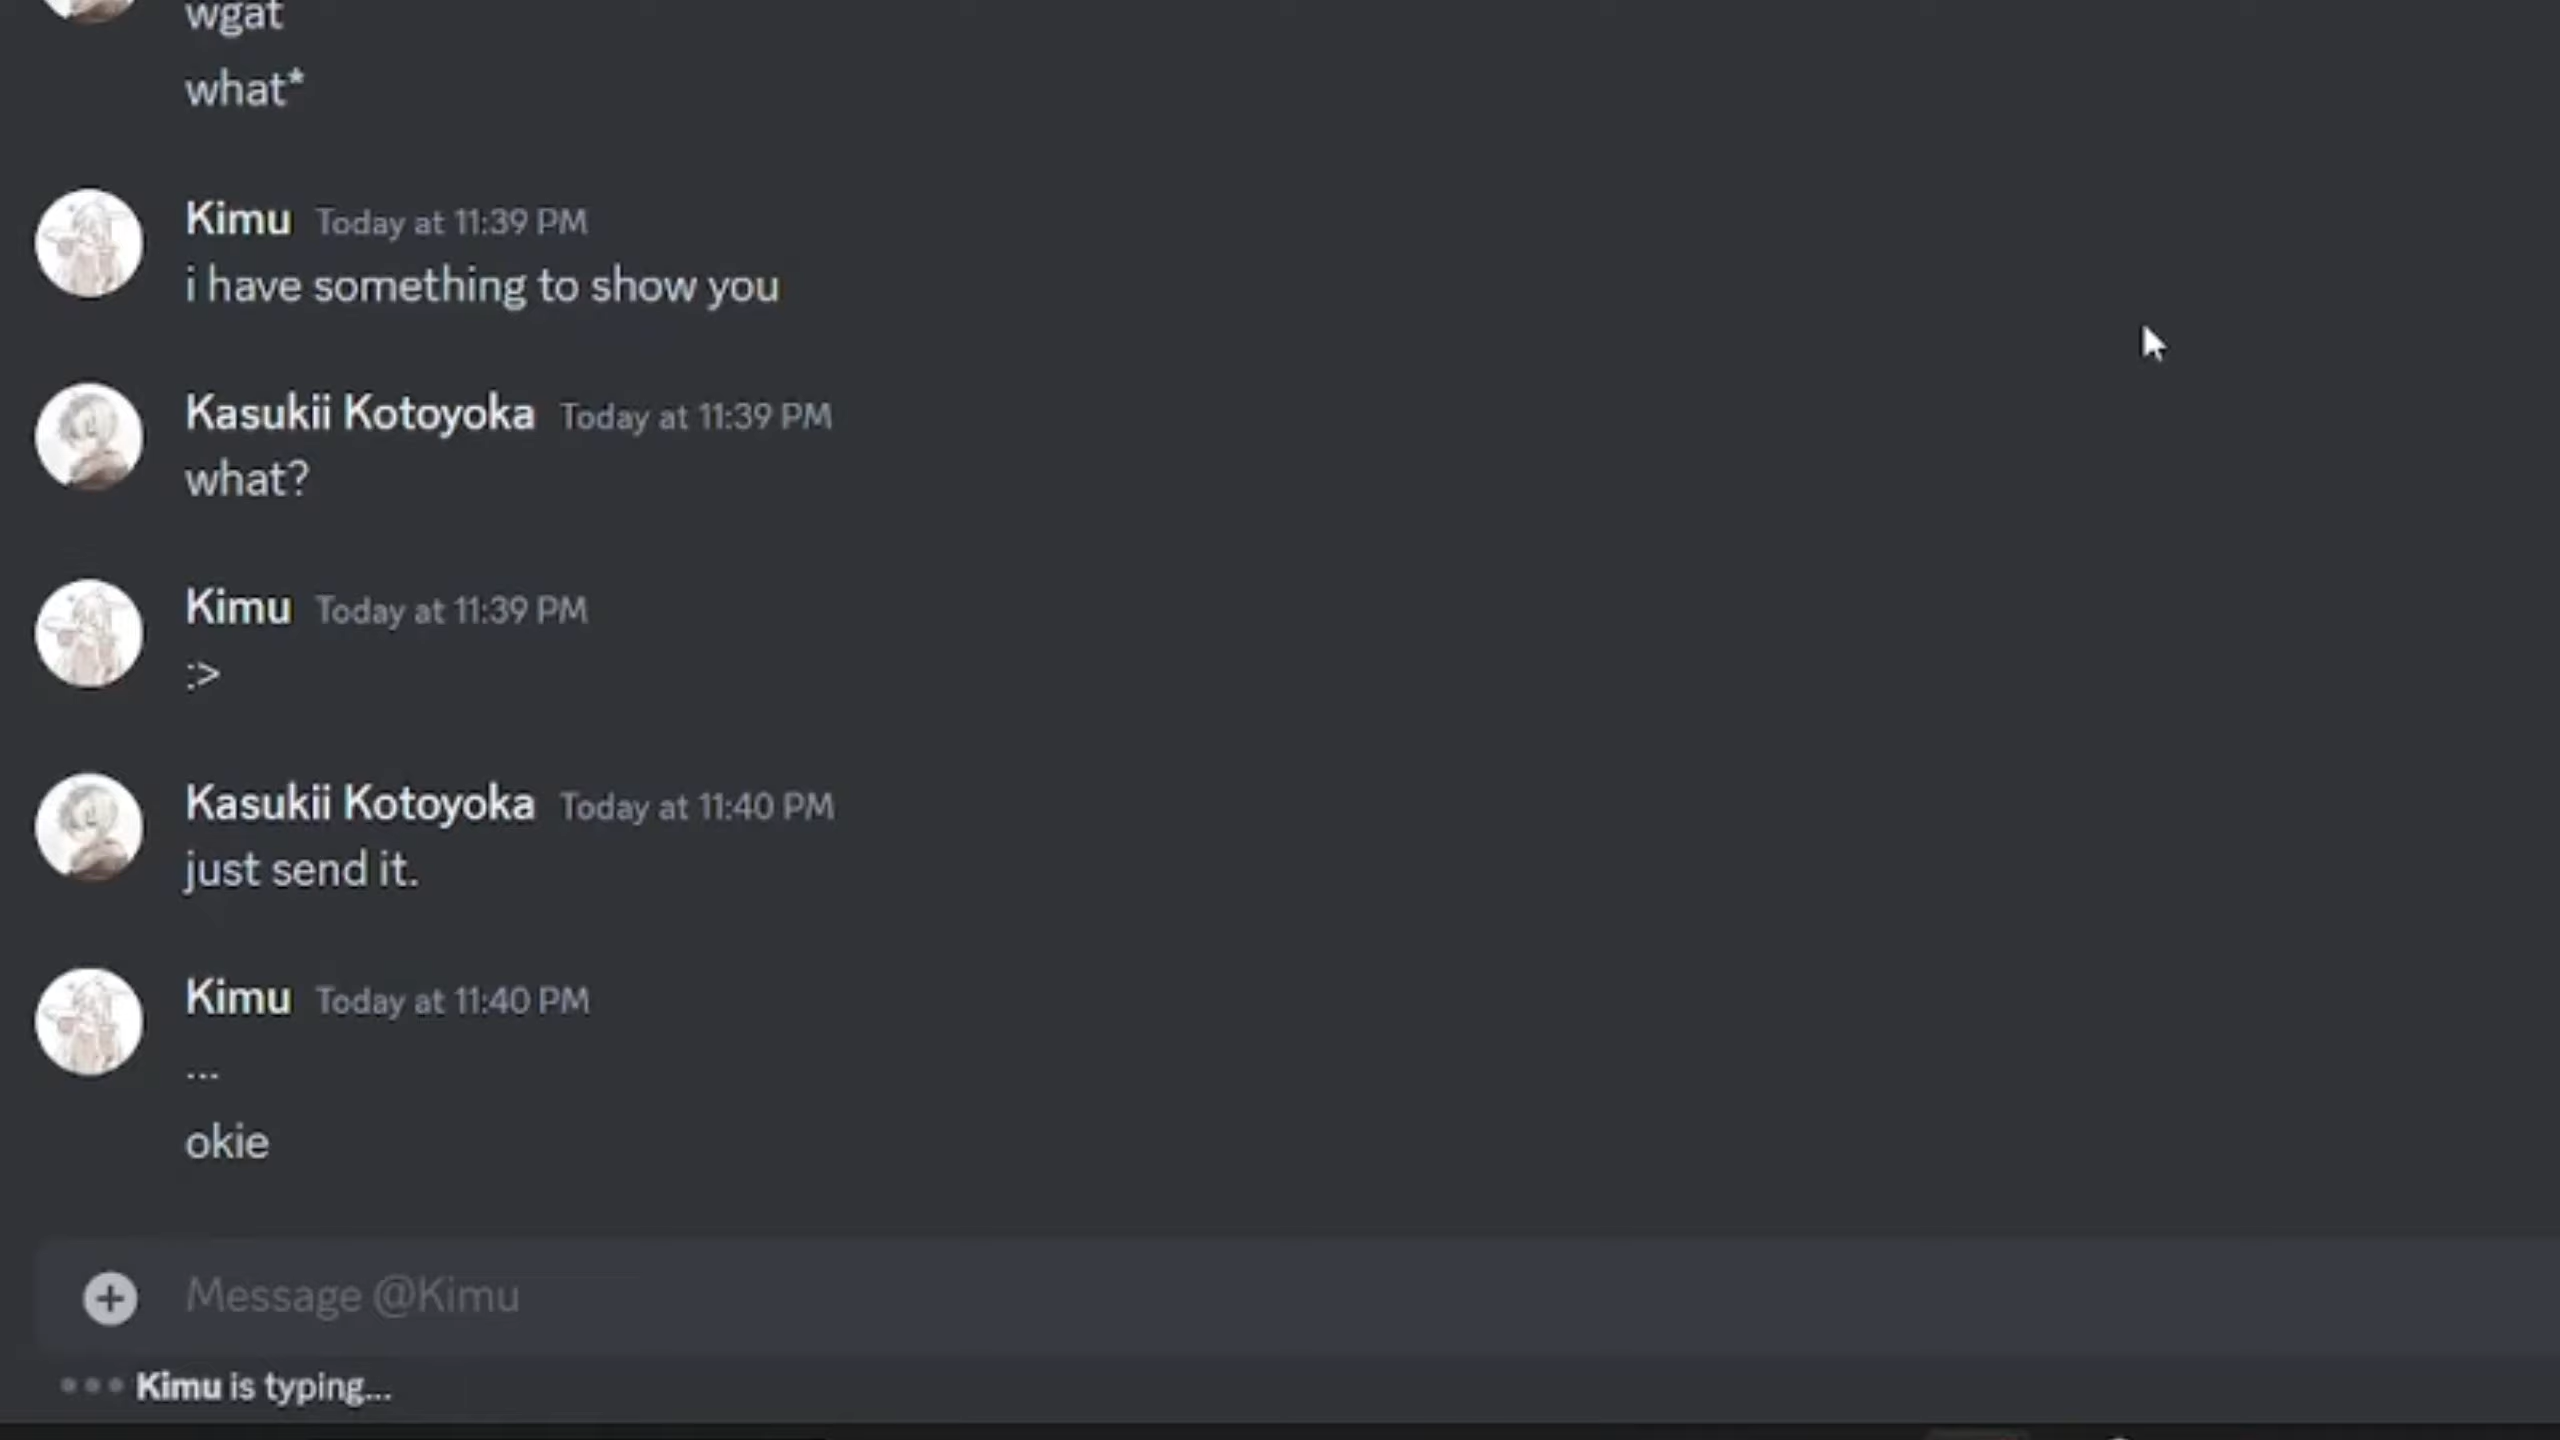 wgat
what*
Kimu Today at 11:39 PM
i have something to show you
Kasukii Kotoyoka Today at 11:39 PM
what?
Kimu Today at 11:39 PM
:>
Kasukii Kotoyoka Today at 11:40 PM
just send it.
Kimu Today at 11:40 PM
...
okie
Message @Kimu
Kimu is typing...